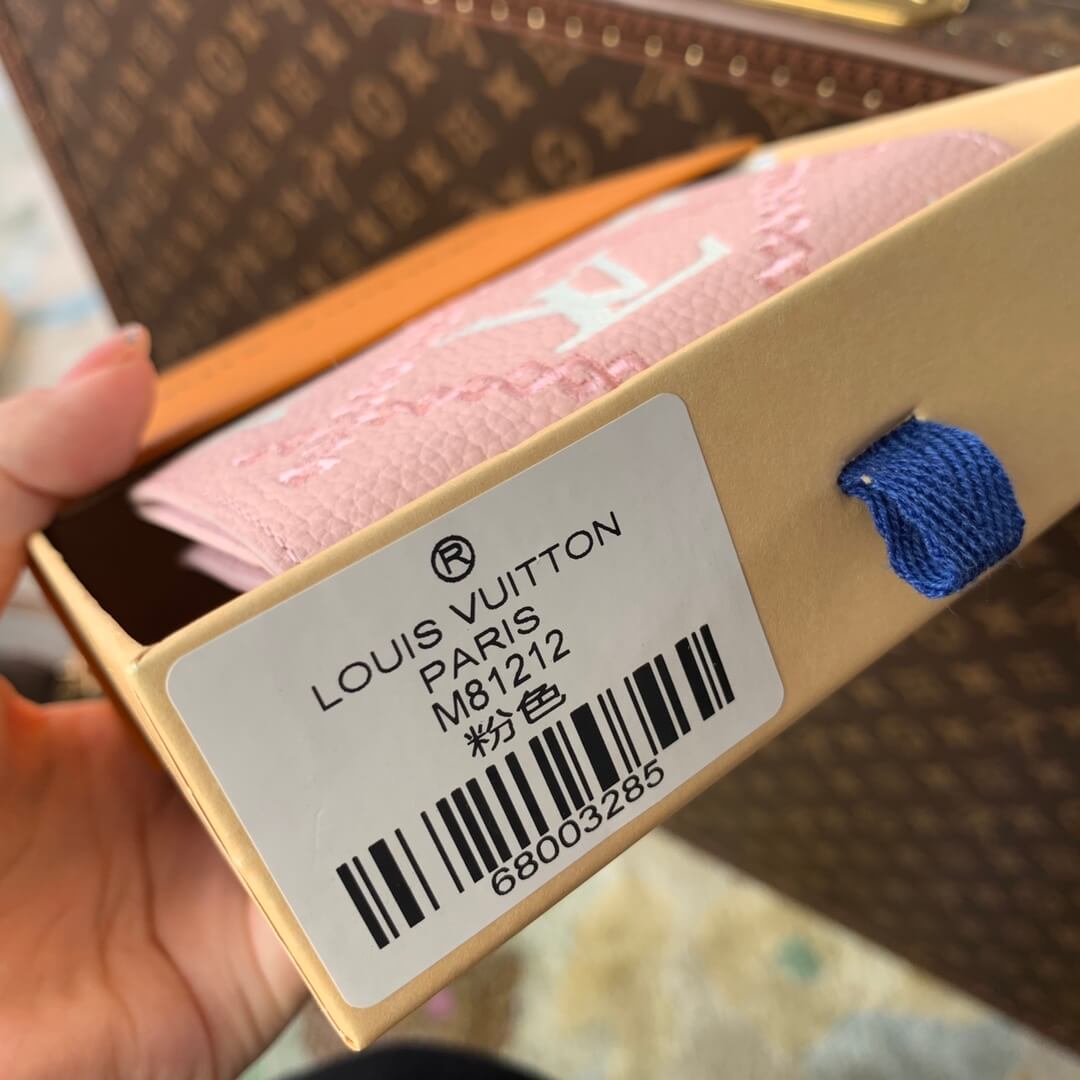 ®
LOUIS VUITTON
PARIS
M81212
粉色
68003285